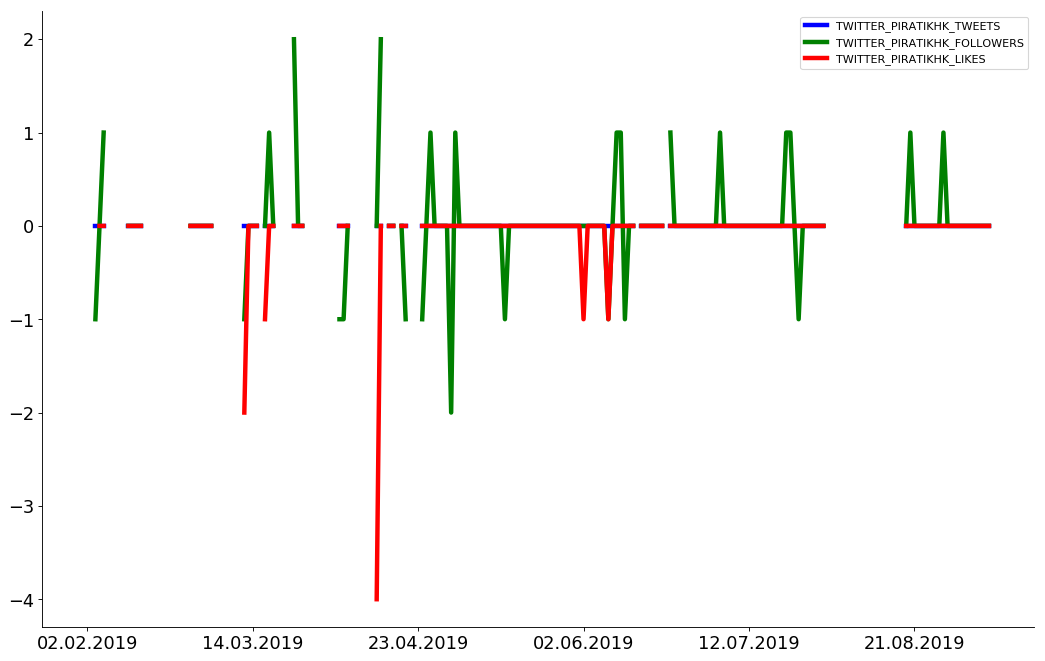 TWITTER_PIRATIKHK_TWEETS
TWITTER_PIRATIKHK_FOLLOWERS
TWITTER_PIRATIKHK_LIKES
2
1
0
−1
−2
−3
−4
02.02.2019 14.03.2019 23.04.2019 02.06.2019 12.07.2019 21.08.2019